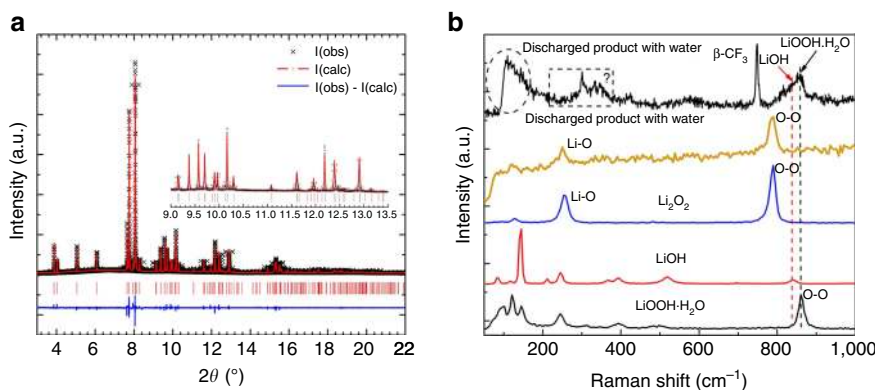 a
I(obs)
I(calc)
I(obs) - I(calc)
Intensity (a.u.)
9.0 9.5 10.0 10.5 11.0 11.5 12.0 12.5 13.0 13.5
4 6 8 10 12 14 16 18 20 22
2θ (°)
b
Discharged product with water
β-CF₃
LiOOH.H₂O
LiOH
?
Discharged product with water
Li-O
O-O
O-O
Li-O
Li₂O₂
LiOH
LiOOH·H₂O
O-O
Intensity (a.u.)
200 400 600 800 1,000
Raman shift (cm⁻¹)